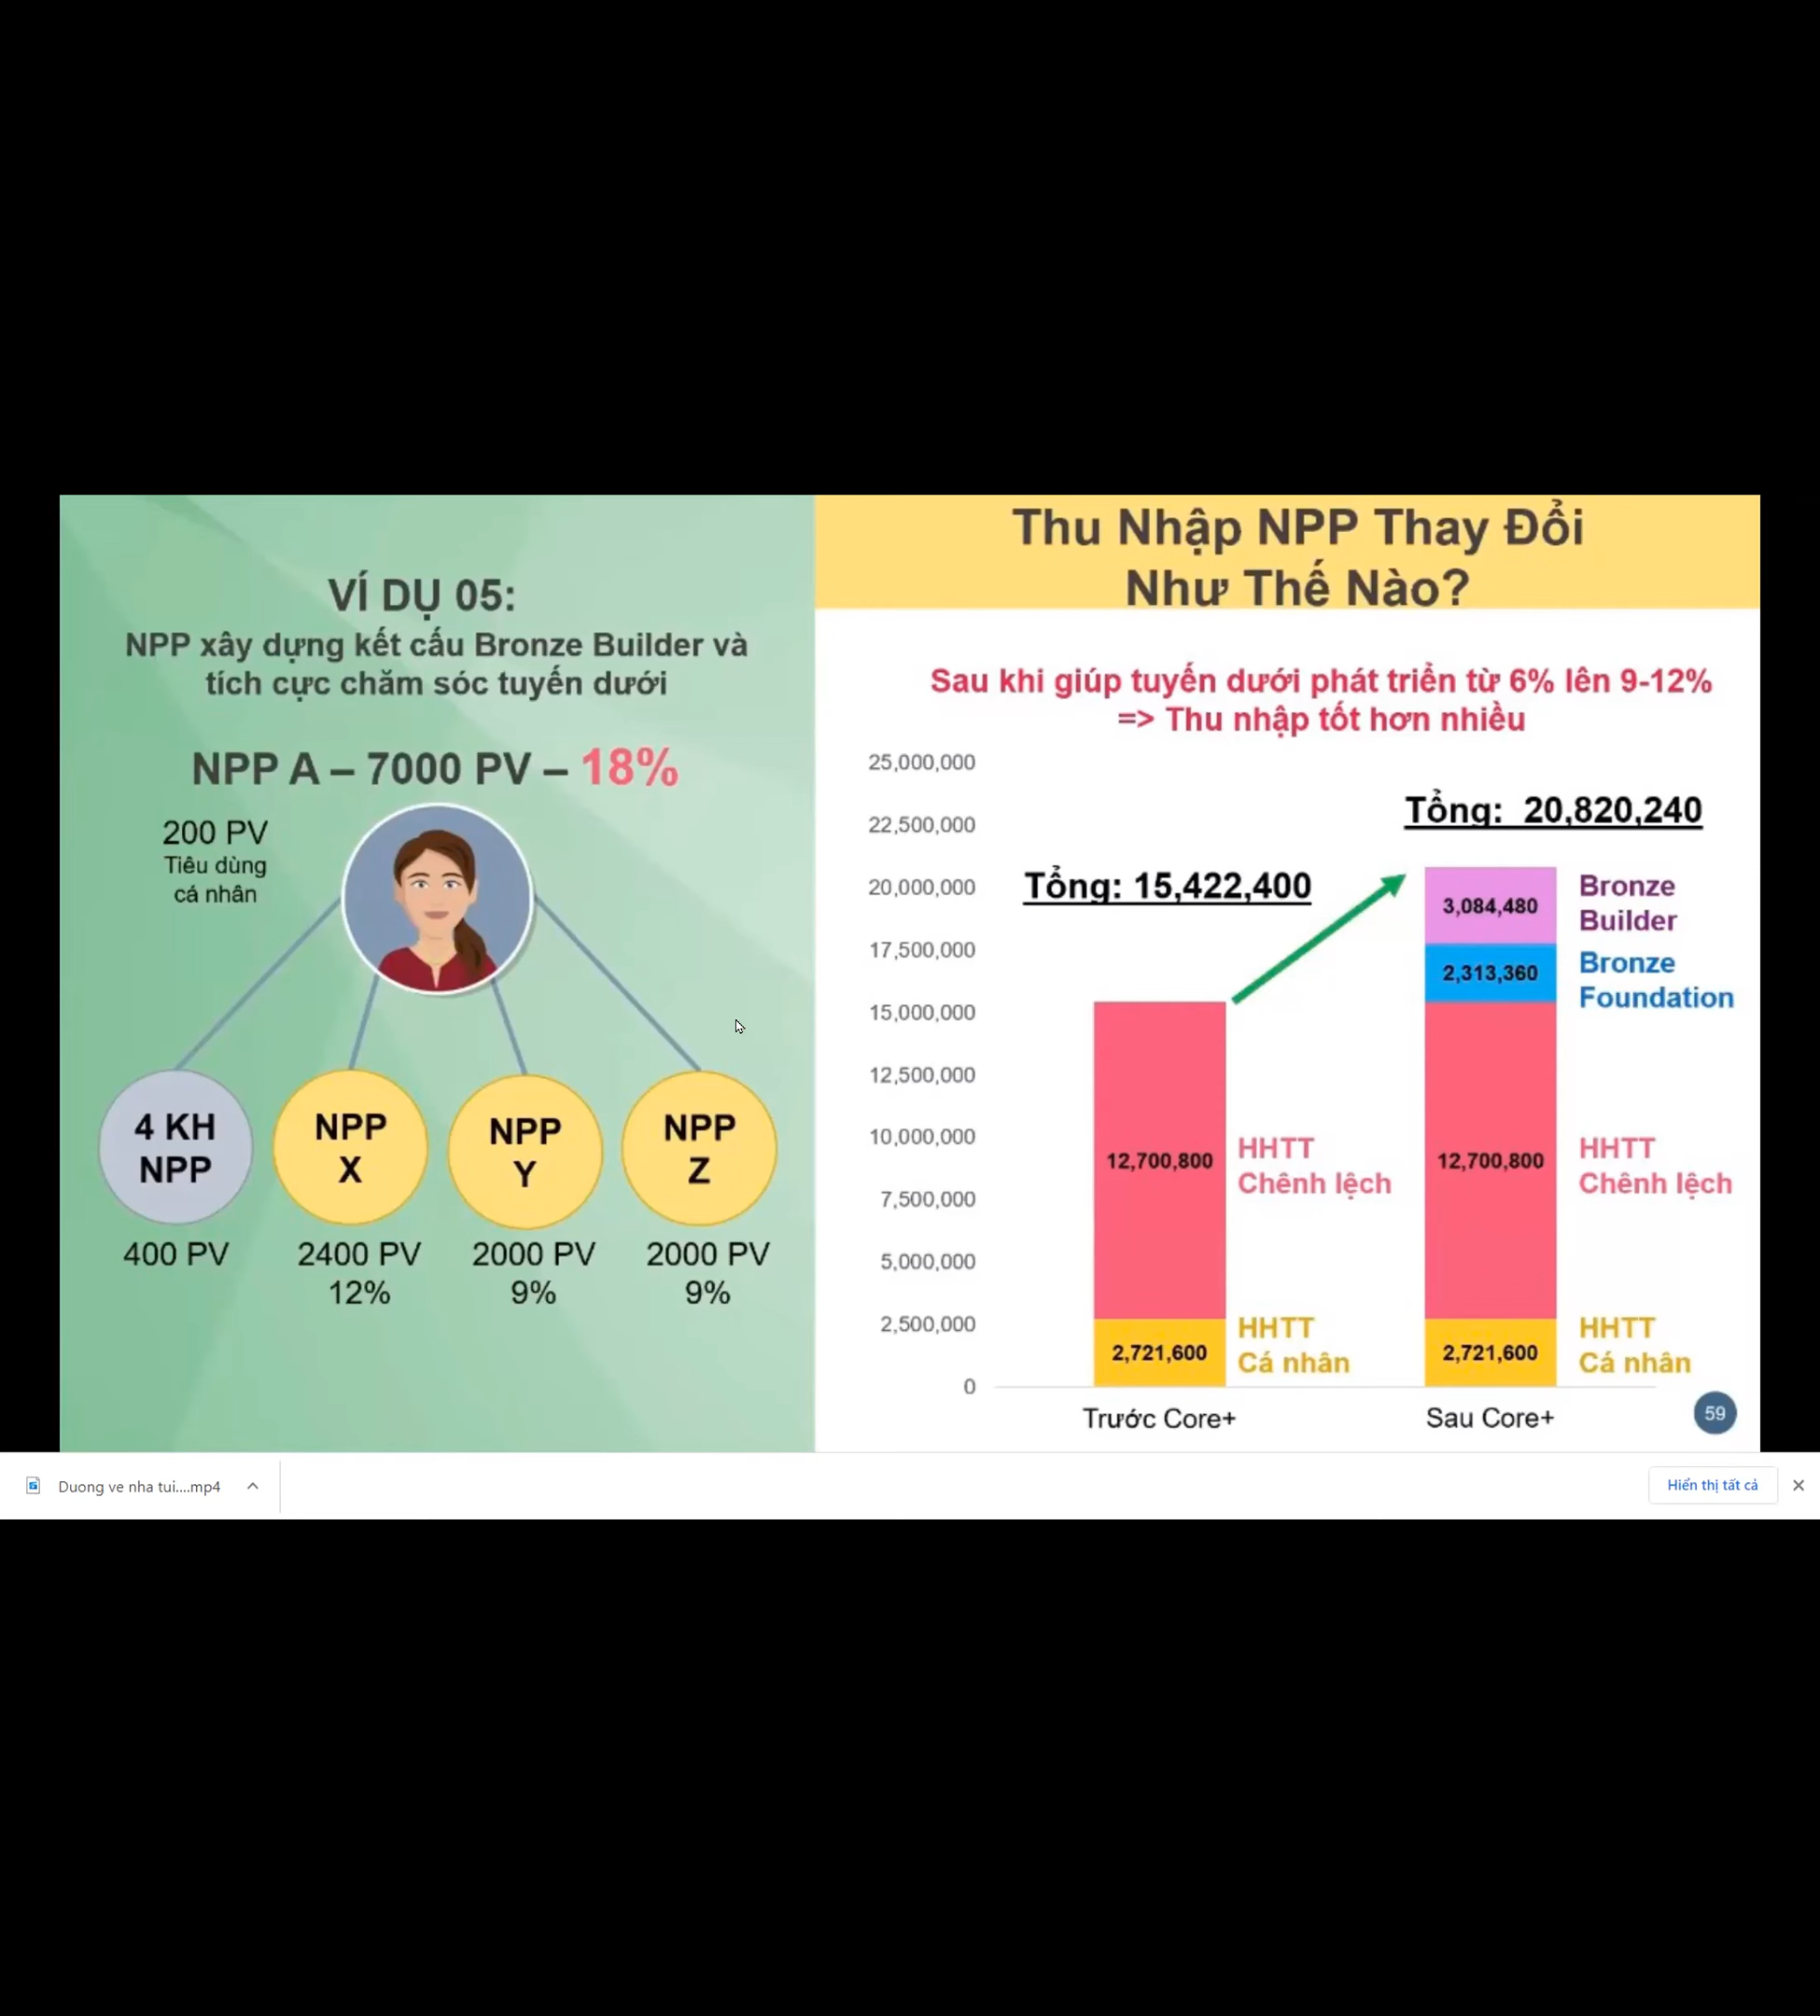 VÍ DỤ 05:
NPP xây dựng kết cấu Bronze Builder và
tích cực chăm sóc tuyến dưới
NPP A – 7000 PV – 18%
200 PV
Tiêu dùng
cá nhân
4 KH
NPP
400 PV
NPP
X
2400 PV
12%
NPP
Y
2000 PV
9%
NPP
Z
2000 PV
9%
Thu Nhập NPP Thay Đổi
Như Thế Nào?
Sau khi giúp tuyến dưới phát triển từ 6% lên 9-12%
=> Thu nhập tốt hơn nhiều
25,000,000
22,500,000
20,000,000
17,500,000
15,000,000
12,500,000
10,000,000
7,500,000
5,000,000
2,500,000
0
Tổng: 15,422,400
12,700,800
HHTT
Chênh lệch
2,721,600
HHTT
Cá nhân
Trước Core+
Tổng: 20,820,240
3,084,480
Bronze
Builder
2,313,360
Bronze
Foundation
12,700,800
HHTT
Chênh lệch
2,721,600
HHTT
Cá nhân
Sau Core+
59
Duong ve nha tui....mp4
Hiển thị tất cả